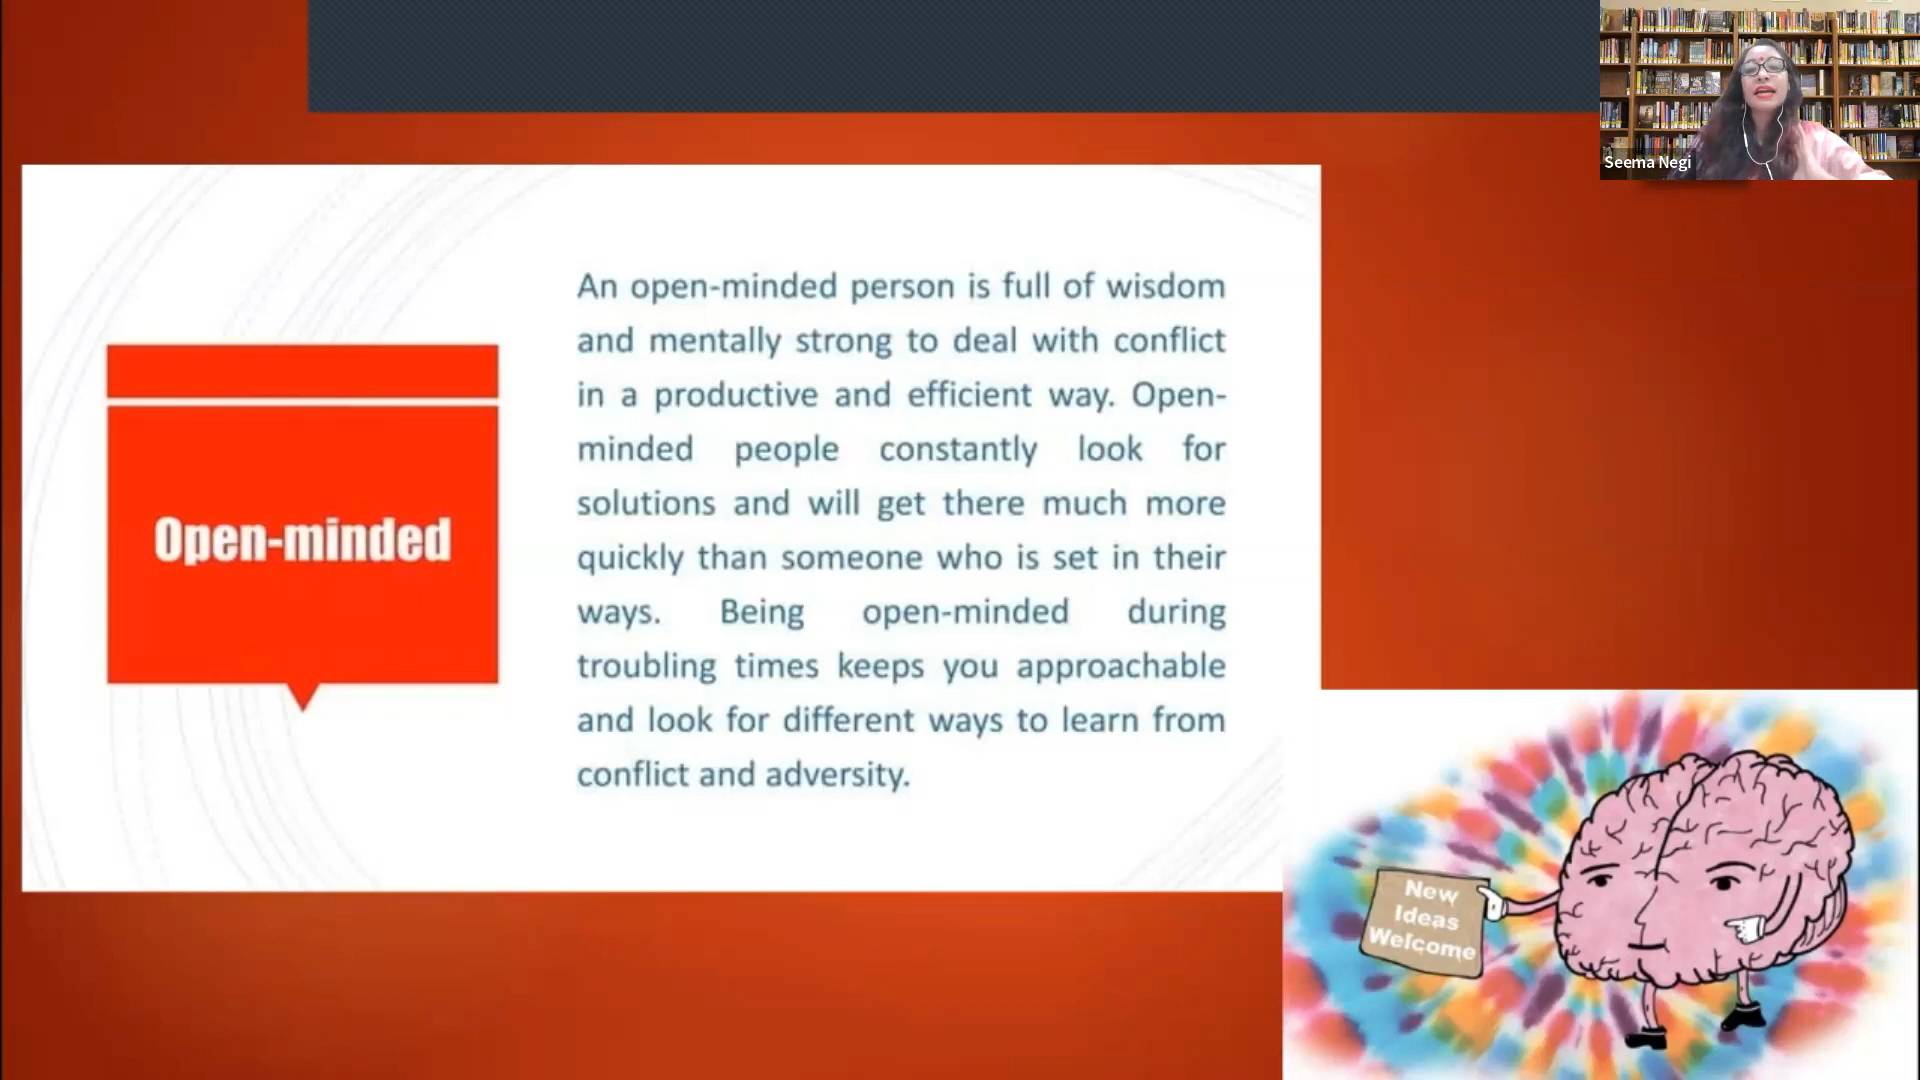 Seema Negi
Open-minded
An open-minded person is full of wisdom
and mentally strong to deal with conflict
in a productive and efficient way. Open-
minded people constantly look for
solutions and will get there much more
quickly than someone who is set in their
ways. Being open-minded during
troubling times keeps you approachable
and look for different ways to learn from
conflict and adversity.
New
Ideas
Welcome